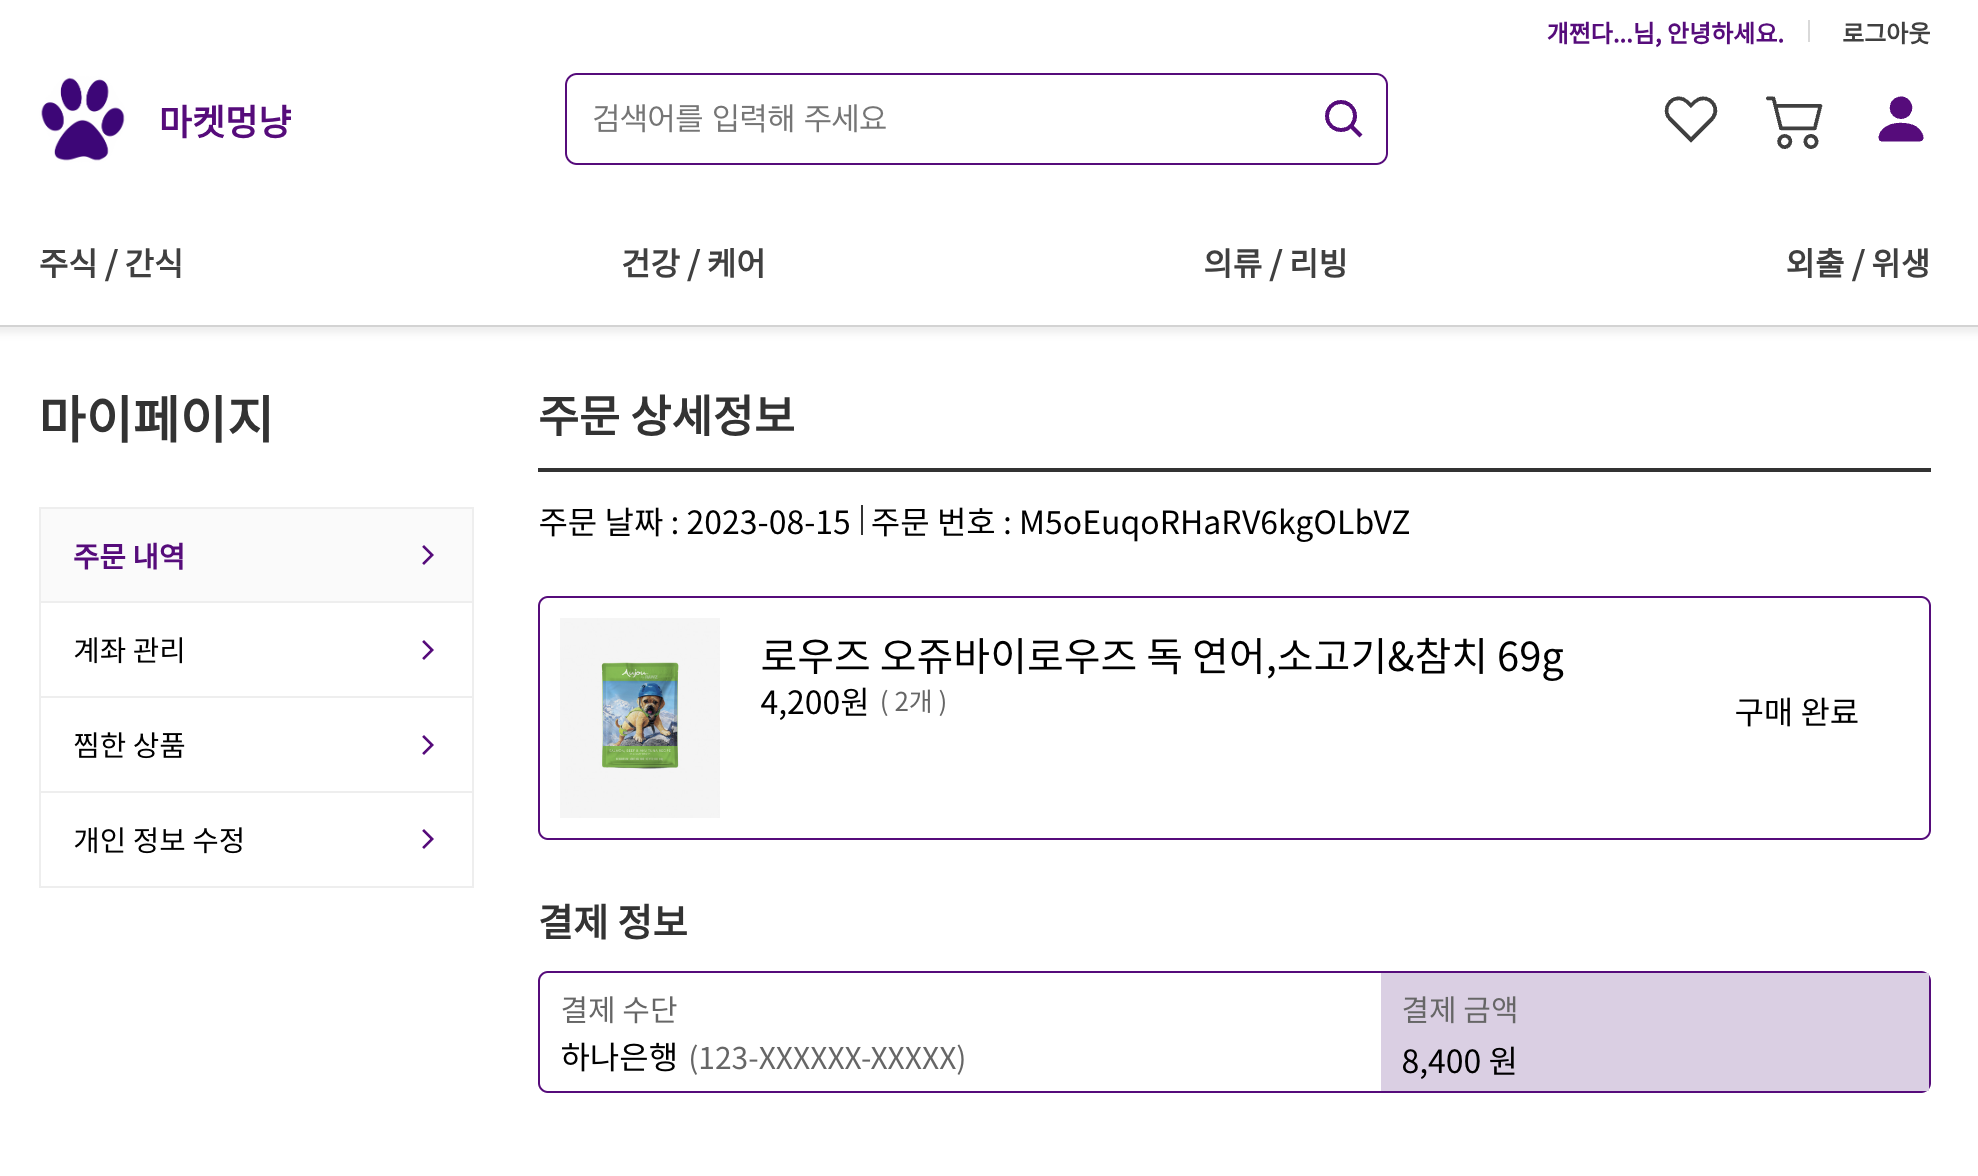 개쩐다...님, 안녕하세요.
로그아웃
마켓멍냥
검색어를 입력해 주세요
주식 / 간식
건강 / 케어
의류 / 리빙
외출 / 위생
마이페이지
주문 내역
계좌 관리
찜한 상품
개인 정보 수정
주문 상세정보
주문 날짜 : 2023-08-15 주문 번호 : M5oEuqoRHaRV6kgOLbVZ
로우즈 오쥬바이로우즈 독 연어,소고기&참치 69g
4,200원 ( 2개 )
구매 완료
결제 정보
결제 수단
하나은행 (123-XXXXXX-XXXXX)
결제 금액
8,400 원